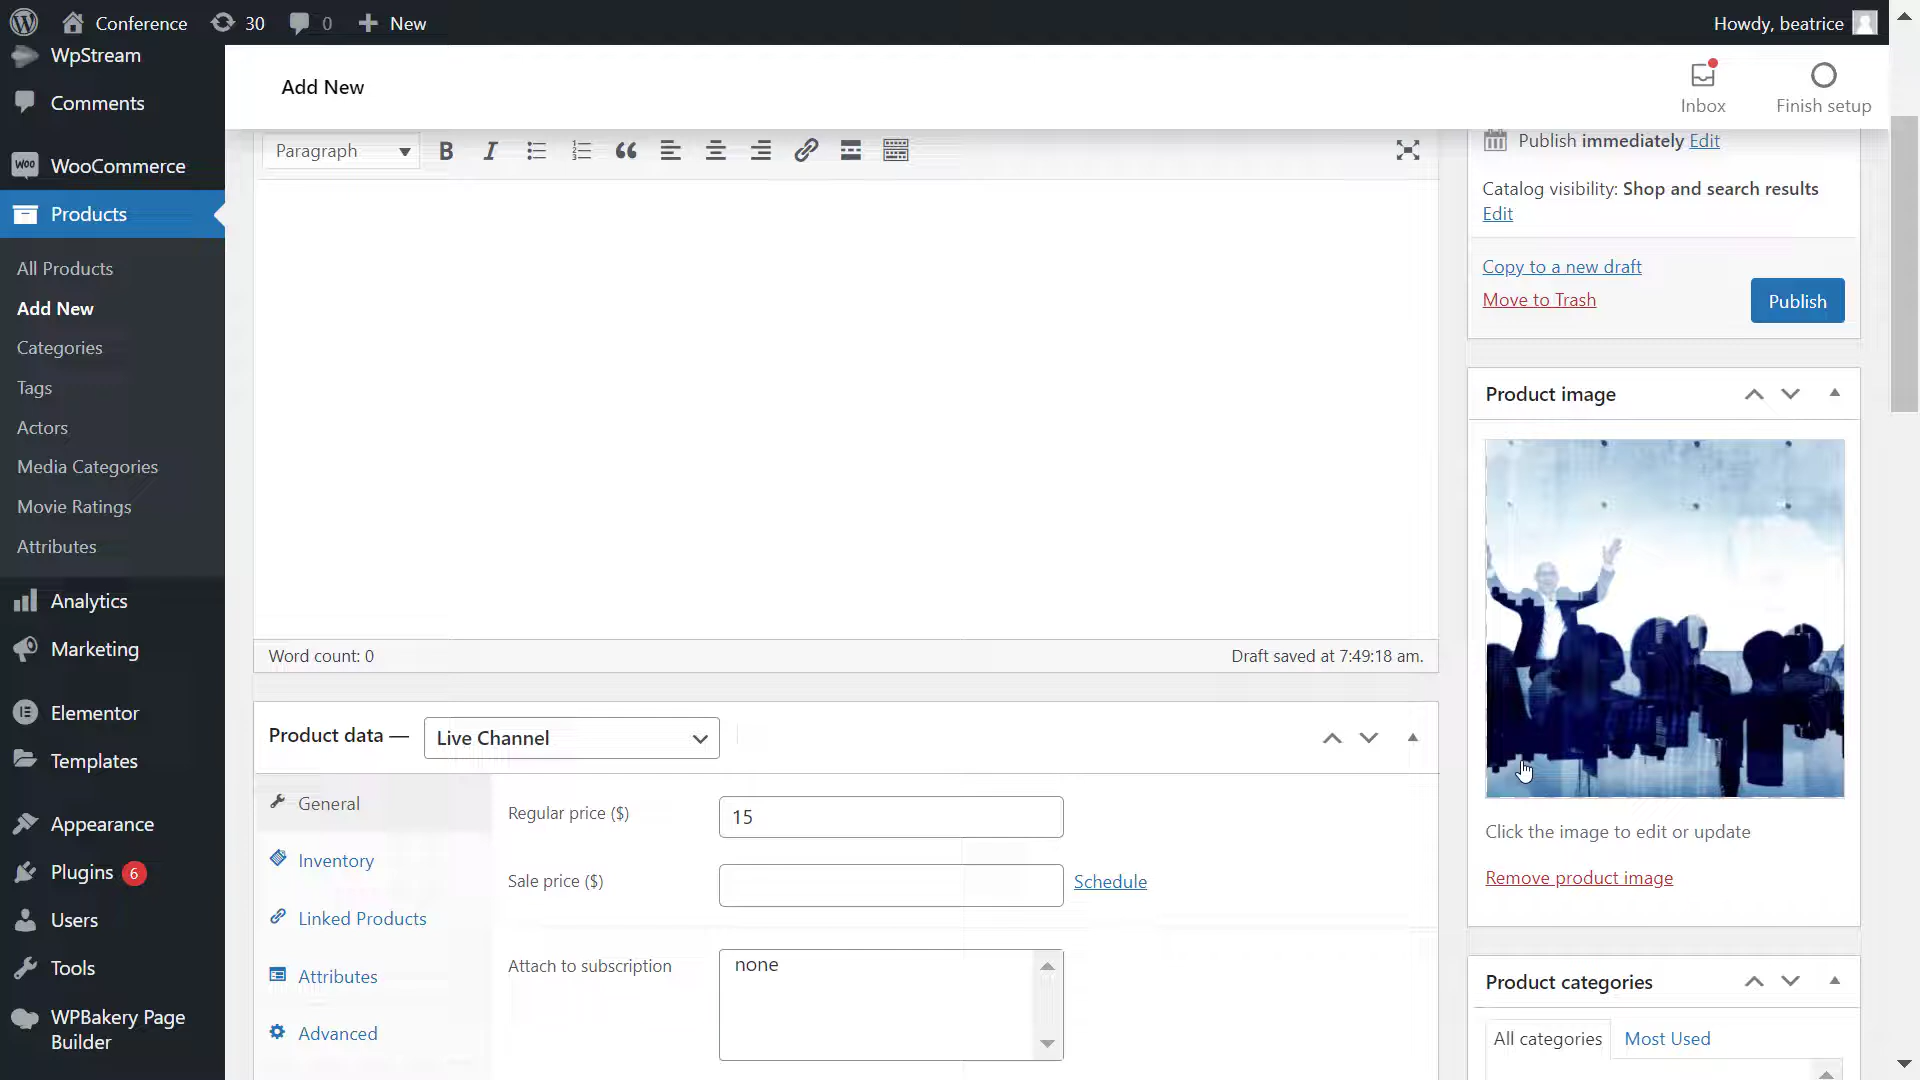 Conference
30
0
New
Howdy, beatrice
WpStream
Comments
WooCommerce
Products
All Products
Add New
Categories
Tags
Actors
Media Categories
Movie Ratings
Attributes
Analytics
Marketing
Elementor
Templates
Appearance
Plugins 6
Users
Tools
WPBakery Page
Builder
Add New
Inbox
Finish setup
Paragraph
B
I
Word count: 0
Draft saved at 7:49:18 am.
Product data —
Live Channel
General
Inventory
Linked Products
Attributes
Advanced
Regular price ($)
15
Sale price ($)
Schedule
Attach to subscription
none
Publish immediately Edit
Catalog visibility: Shop and search results
Edit
Copy to a new draft
Move to Trash
Publish
Product image
Click the image to edit or update
Remove product image
Product categories
All categories
Most Used